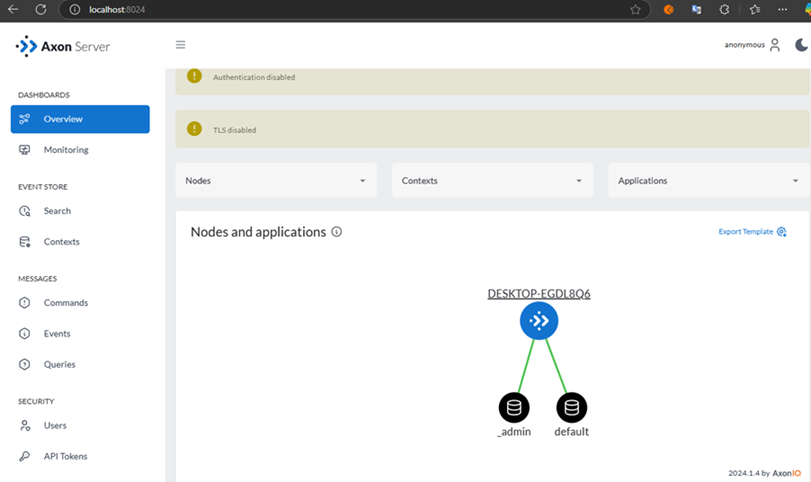 localhost:8024
Axon Server
anonymous
DASHBOARDS
Overview
Monitoring
EVENT STORE
Search
Contexts
MESSAGES
Commands
Events
Queries
SECURITY
Users
API Tokens
Authentication disabled
TLS disabled
Nodes
Contexts
Applications
Nodes and applications
Export Template
DESKTOP-EGDL8Q6
_admin
default
2024.1.4 by AxonIQ